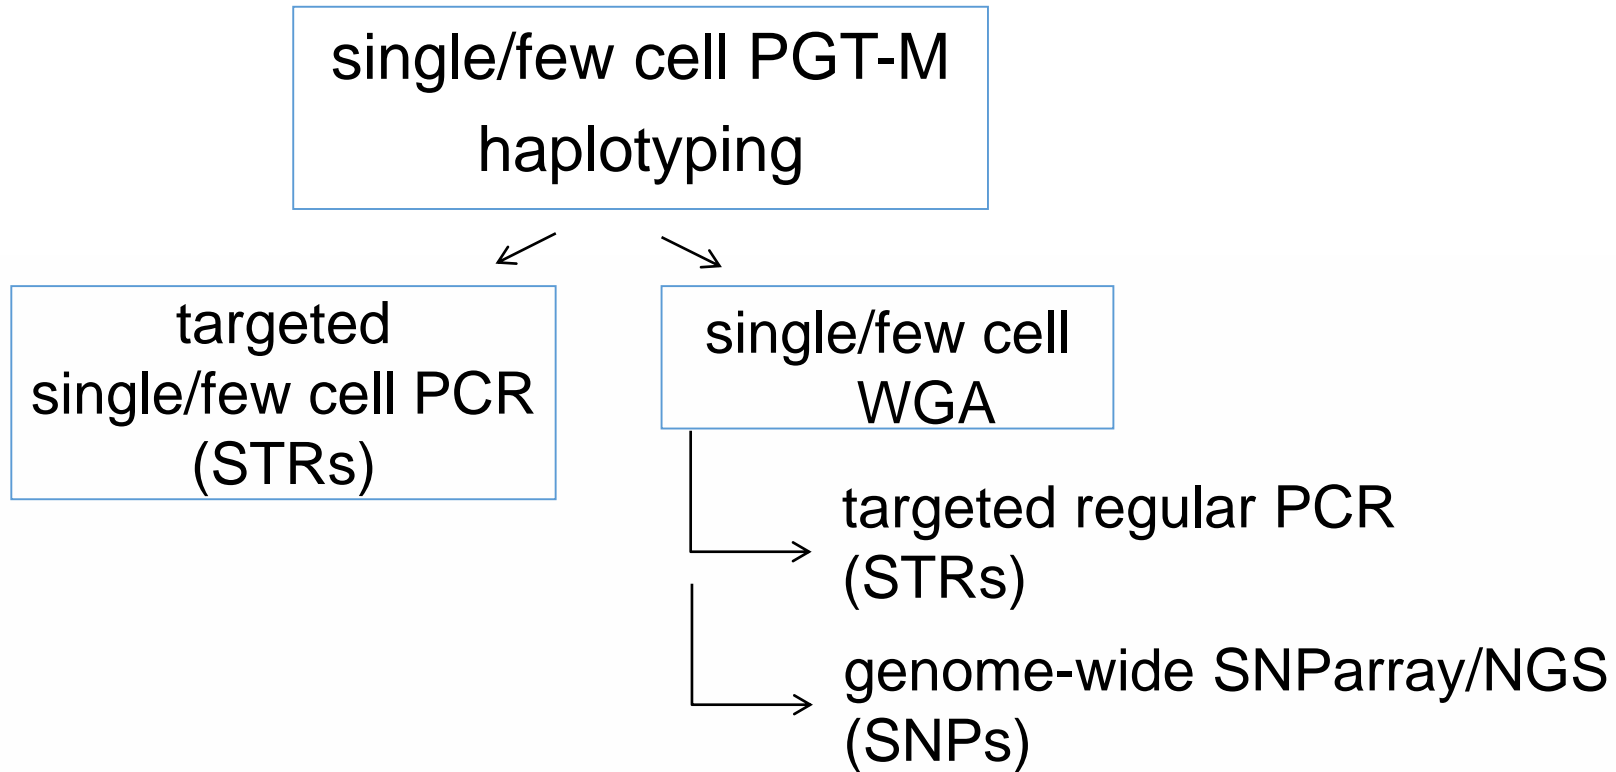 single/few cell PGT-M
haplotyping
targeted
single/few cell PCR
(STRs)
single/few cell
WGA
targeted regular PCR
(STRs)
genome-wide SNParray/NGS
(SNPs)